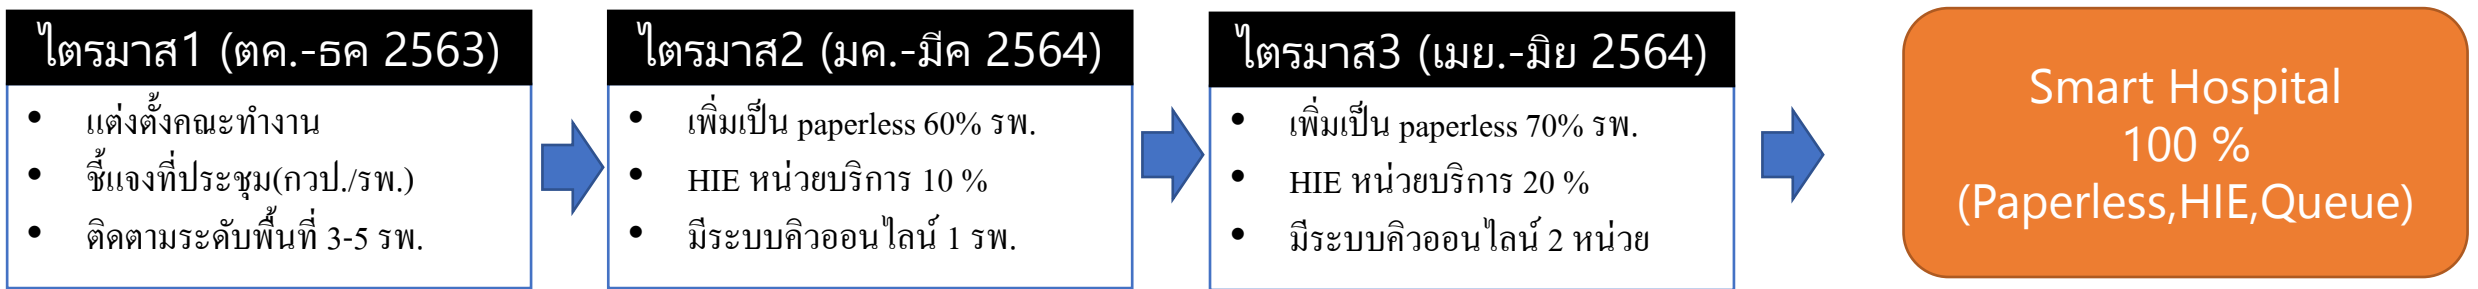 ไตรมาส1 (ตค.-ธค 2563)
• แต่งตั้งคณะทำงาน
• ชี้แจงที่ประชุม(กวป./รพ.)
• ติดตามระดับพื้นที่ 3-5 รพ.
ไตรมาส2 (มค.-มีค 2564)
• เพิ่มเป็น paperless 60% รพ.
• HIE หน่วยบริการ 10 %
• มีระบบคิวออนไลน์ 1 รพ.
ไตรมาส3 (เมย.-มิย 2564)
• เพิ่มเป็น paperless 70% รพ.
• HIE หน่วยบริการ 20 %
• มีระบบคิวออนไลน์ 2 หน่วย
Smart Hospital
100 %
(Paperless,HIE,Queue)